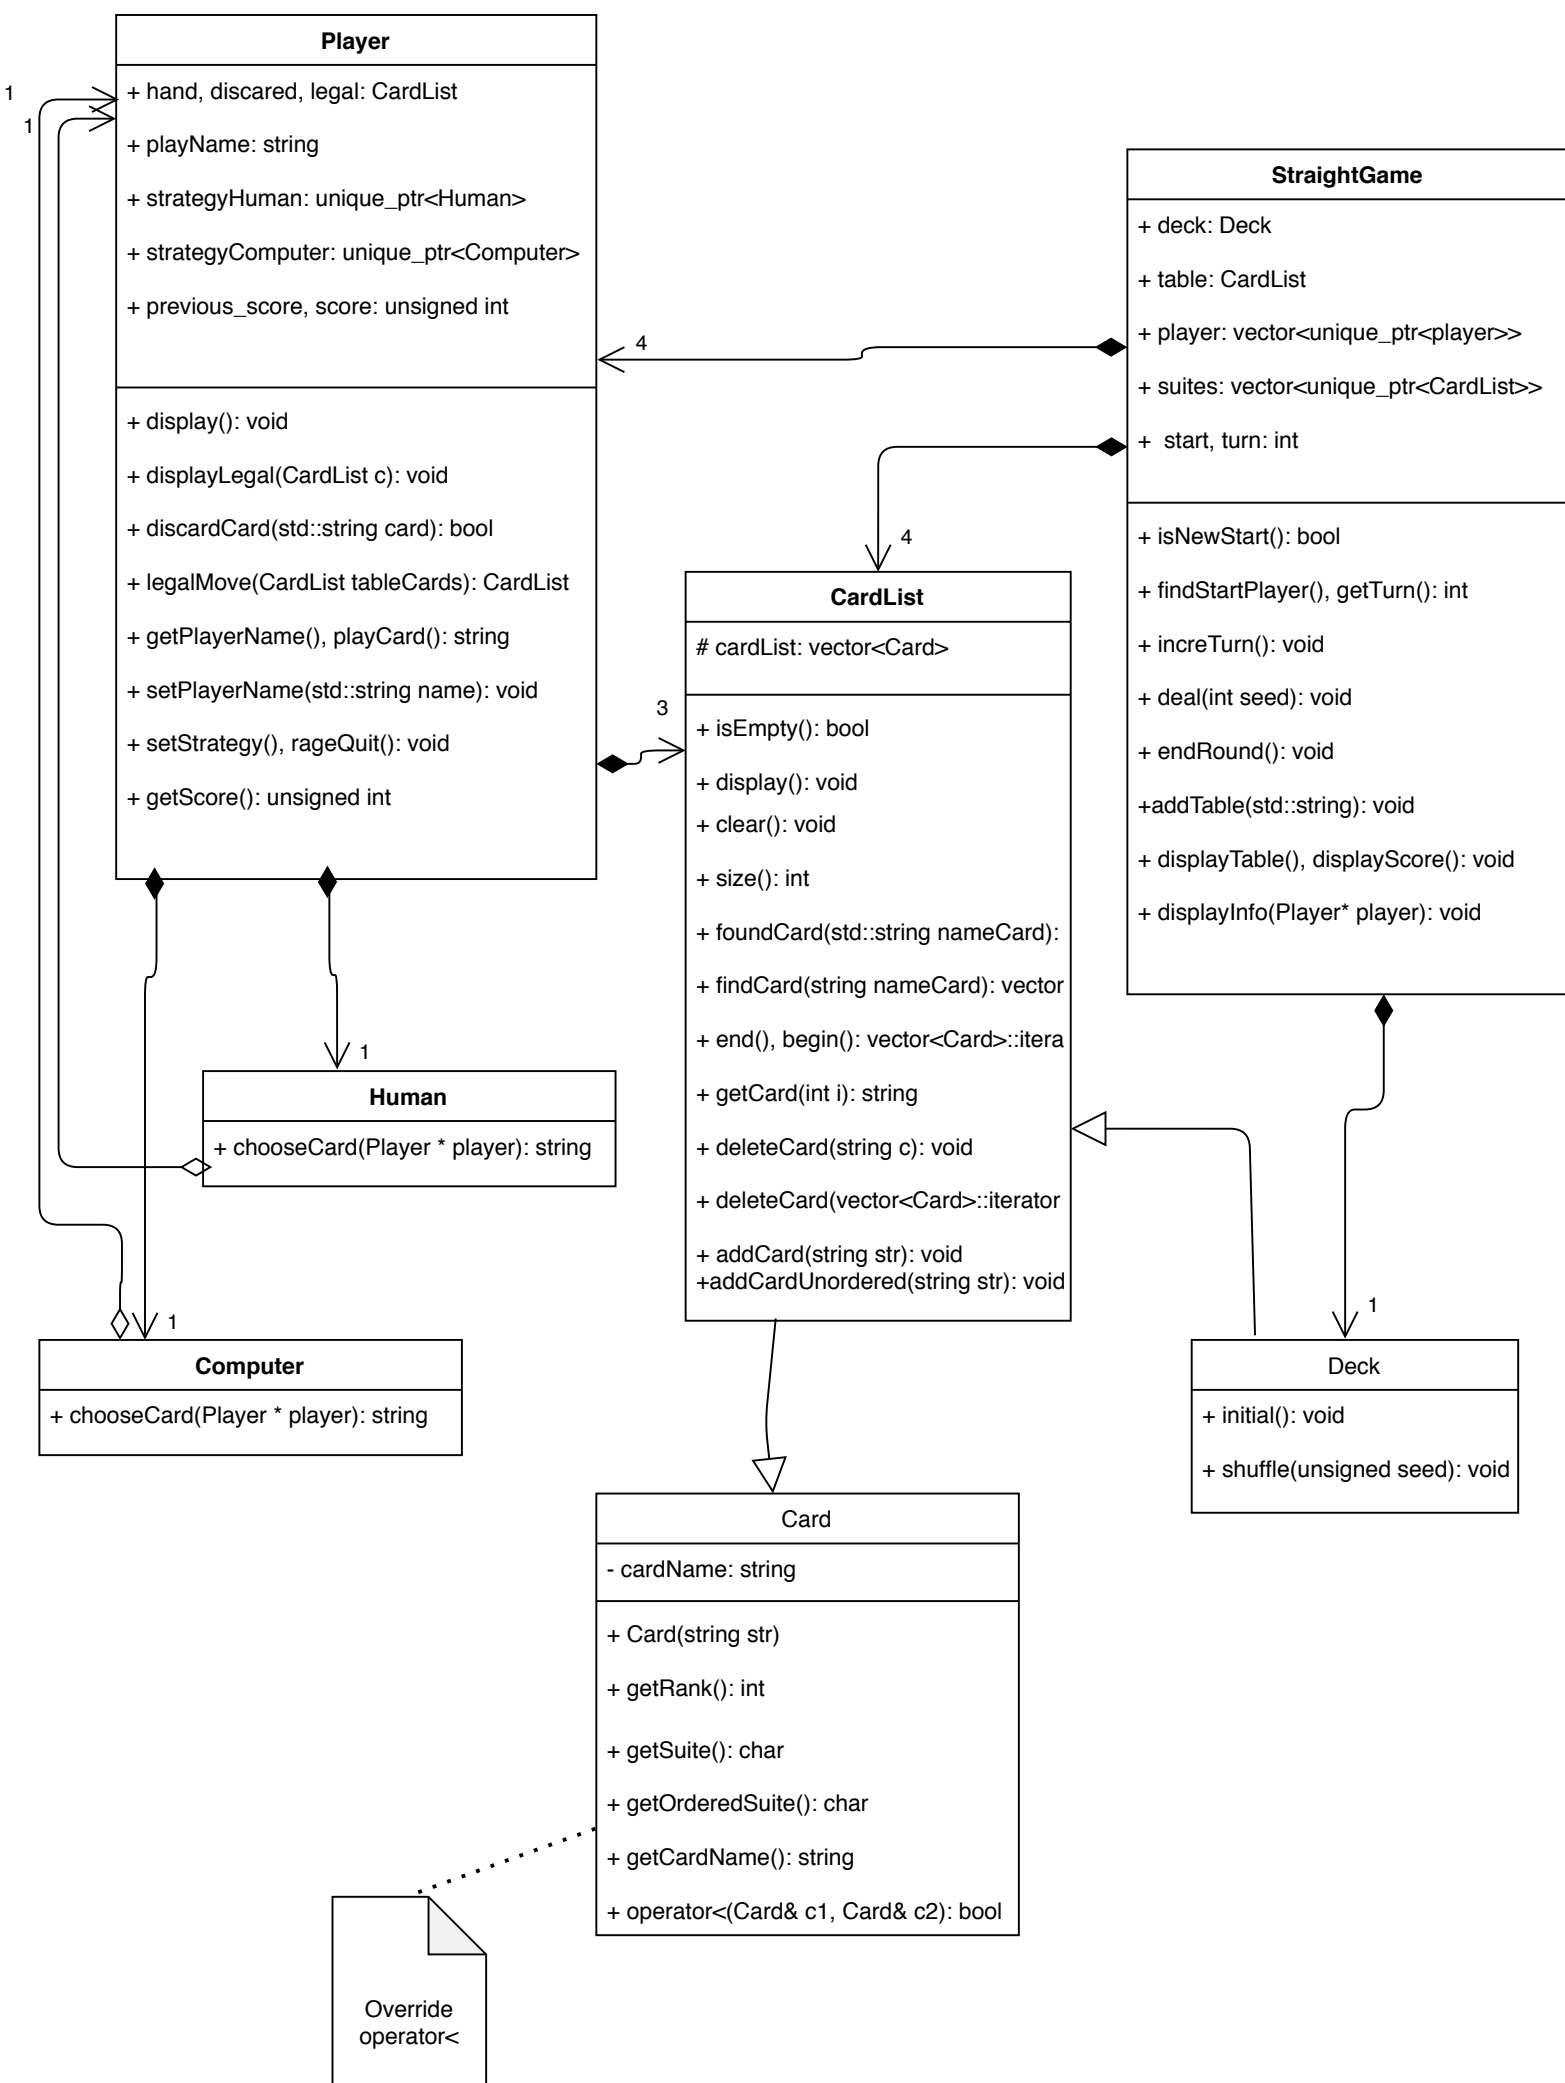 Player
+ hand, discared, legal: CardList
+ playName: string
+ strategyHuman: unique_ptr<Human>
+ strategyComputer: unique_ptr<Computer>
+ previous_score, score: unsigned int
+ display(): void
+ displayLegal(CardList c): void
+ discardCard(std::string card): bool
+ legalMove(CardList tableCards): CardList
+ getPlayerName(), playCard(): string
+ setPlayerName(std::string name): void
+ setStrategy(), rageQuit(): void
+ getScore(): unsigned int
1
1
4
StraightGame
+ deck: Deck
+ table: CardList
+ player: vector<unique_ptr<player>>
+ suites: vector<unique_ptr<CardList>>
+  start, turn: int
+ isNewStart(): bool
+ findStartPlayer(), getTurn(): int
+ increTurn(): void
+ deal(int seed): void
+ endRound(): void
+addTable(std::string): void
+ displayTable(), displayScore(): void
+ displayInfo(Player* player): void
4
3
CardList
# cardList: vector<Card>
+ isEmpty(): bool
+ display(): void
+ clear(): void
+ size(): int
+ foundCard(std::string nameCard):
+ findCard(string nameCard): vector
+ end(), begin(): vector<Card>::itera
+ getCard(int i): string
+ deleteCard(string c): void
+ deleteCard(vector<Card>::iterator
+ addCard(string str): void
+addCardUnordered(string str): void
1
Human
+ chooseCard(Player * player): string
1
Computer
+ chooseCard(Player * player): string
1
Deck
+ initial(): void
+ shuffle(unsigned seed): void
Card
- cardName: string
+ Card(string str)
+ getRank(): int
+ getSuite(): char
+ getOrderedSuite(): char
+ getCardName(): string
+ operator<(Card& c1, Card& c2): bool
Override
operator<